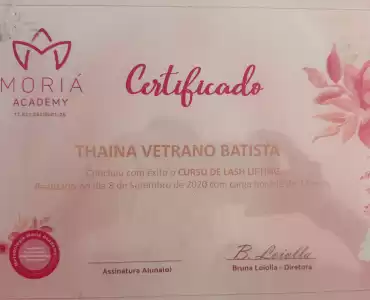 MORIÁ
ACADEMY
Certificado
THAINA VETRANO BATISTA
Concluiu com êxito o CURSO DE LASH LIFTING
Realizado no dia 8 de Setembro de 2020 com carga horária de
B. Loiolla
Assinatura Aluna(o)
Bruna Loiolla - Diretora